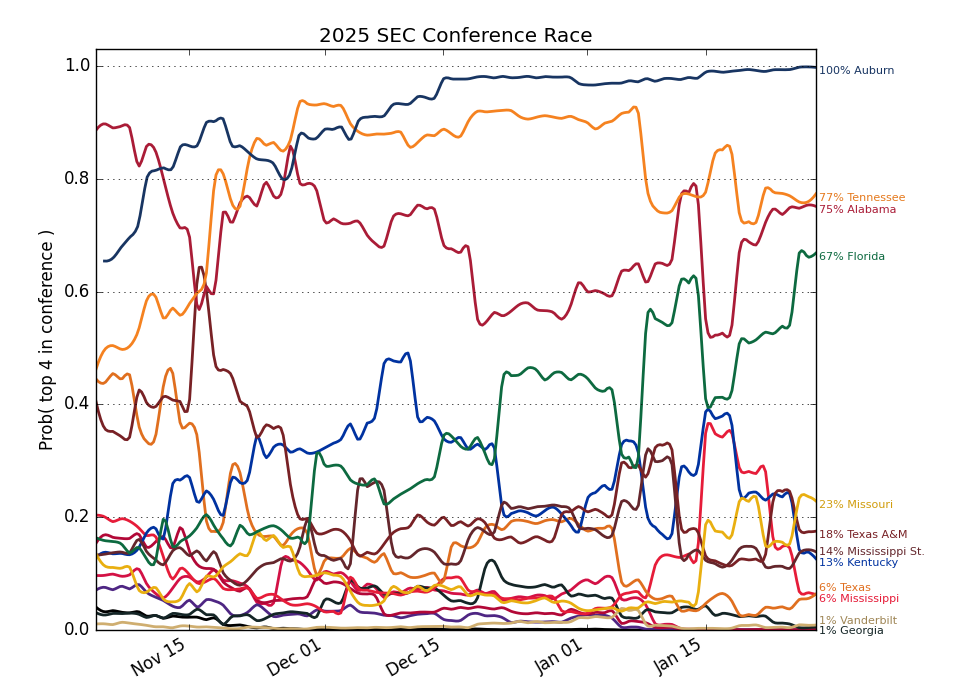 2025 SEC Conference Race
Prob( top 4 in conference )
1.0
0.8
0.6
0.4
0.2
0.0
Nov 15
Dec 01
Dec 15
Jan 01
Jan 15
100% Auburn
77% Tennessee
75% Alabama
67% Florida
23% Missouri
18% Texas A&M
14% Mississippi St.
13% Kentucky
6% Texas
6% Mississippi
1% Vanderbilt
1% Georgia